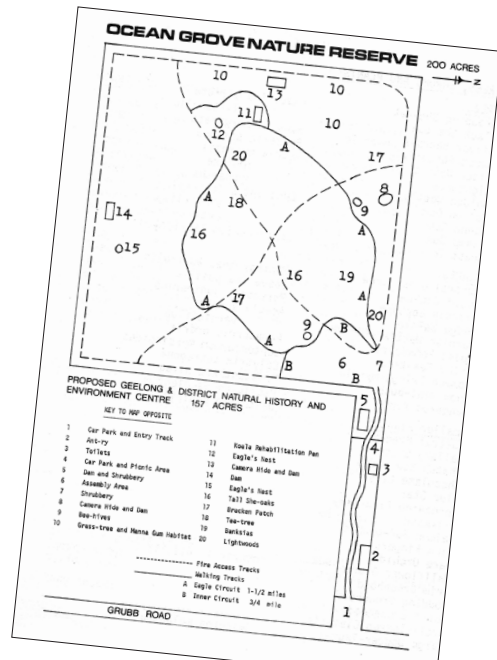 OCEAN GROVE NATURE RESERVE 200 ACRES
N
10
13
10
11
12
10
20
A
17
8
A
18
9
14
16
A
15
16
19
A
17
A
20
9
B
A
B
6
7
B
5
4
3
2
1
PROPOSED GEELONG & DISTRICT NATURAL HISTORY AND
ENVIRONMENT CENTRE 157 ACRES
KEY TO MAP OPPOSITE
1 Car Park and Entry Track
2 Ant-ry
3 Toilets
4 Car Park and Picnic Area
5 Dam and Shrubbery
6 Assembly Area
7 Shrubbery
8 Camera Hide and Dam
9 Bee-hives
10 Grass-tree and Manna Gum Habitat
11 Koala Rehabilitation Pen
12 Eagle's Nest
13 Camera Hide and Dam
14 Dam
15 Eagle's Nest
16 Tall She-oaks
17 Bracken Patch
18 Tea-tree
19 Banksias
20 Lightwoods
Fire Access Tracks
Walking Tracks
A Eagle Circuit 1-1/2 miles
B Inner Circuit 3/4 mile
GRUBB ROAD